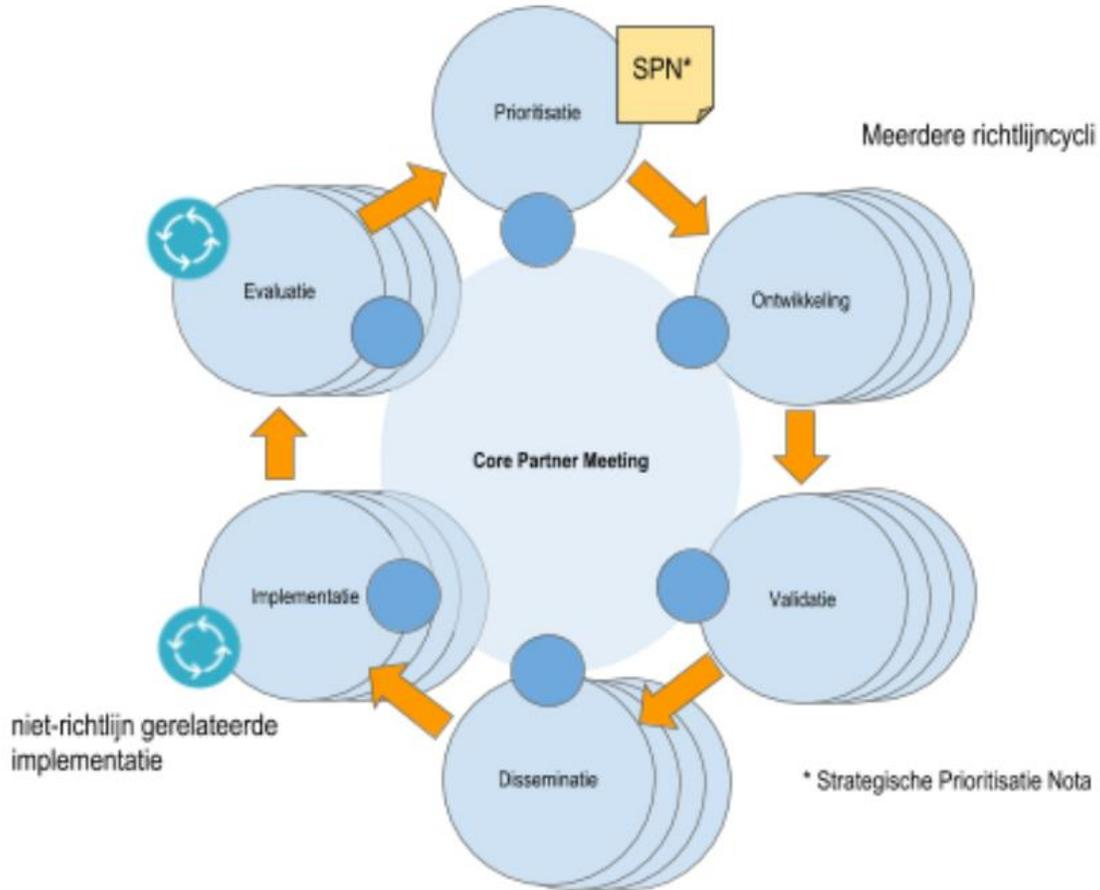 SPN*
Prioritisatie
Meerdere richtlijncycli
Evaluatie
Ontwikkeling
Core Partner Meeting
Implementatie
Validatie
niet-richtlijn gerelateerde
implementatie
Disseminatie
* Strategische Prioritisatie Nota